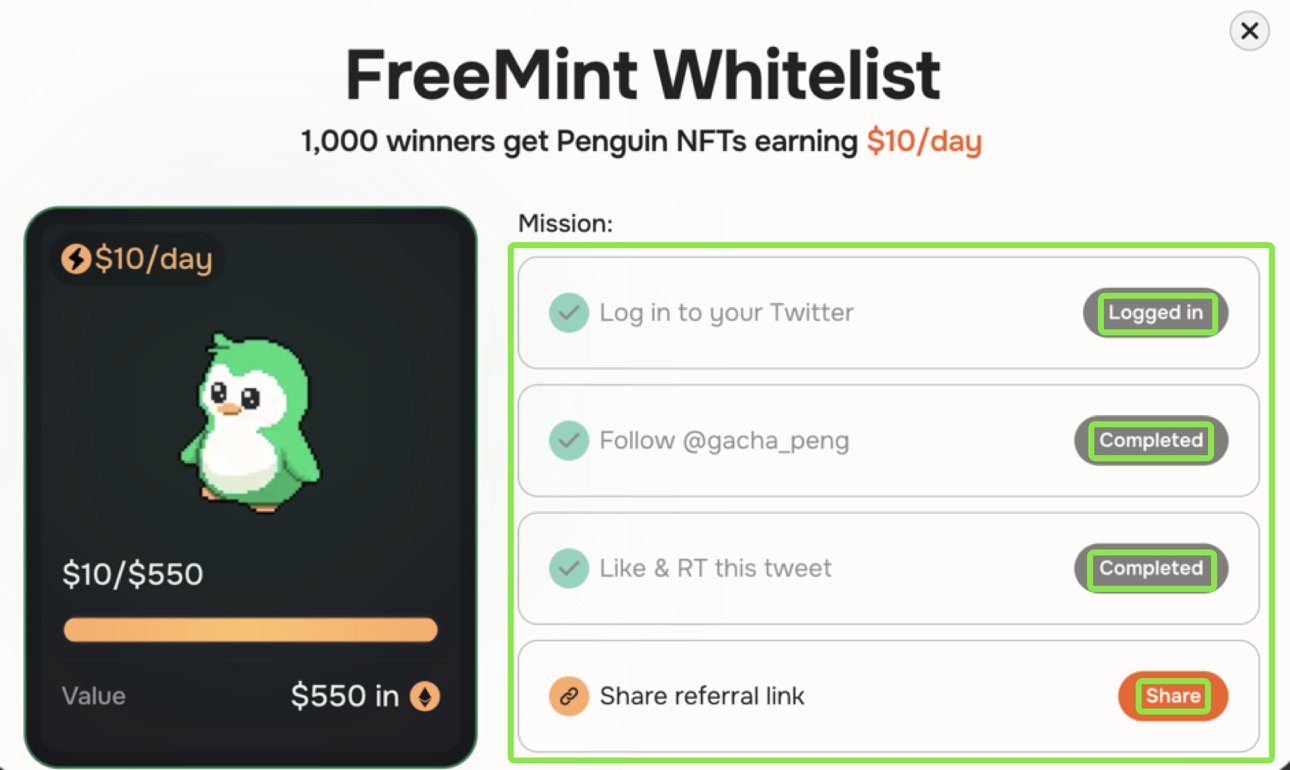 FreeMint Whitelist
1,000 winners get Penguin NFTs earning $10/day
$10/day
$10/$550
Value
$550 in
Mission:
Log in to your Twitter
Logged in
Follow @gacha_peng
Completed
Like & RT this tweet
Completed
Share referral link
Share